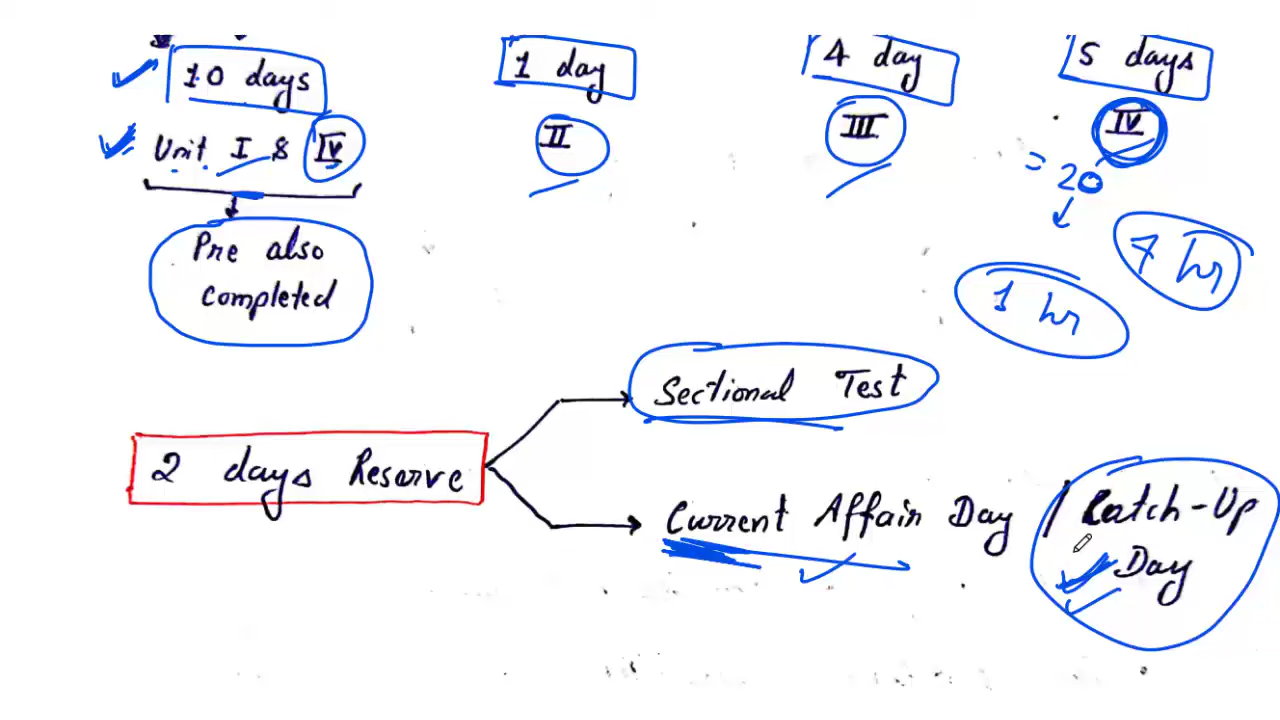 10 days
1 day
4 day
5 days
Unit I & IV
II
III
IV
= 20
Pre also
completed
7 hr
1 hr
Sectional Test
2 days Reserve
Current Affair Day / Catch-Up
Day